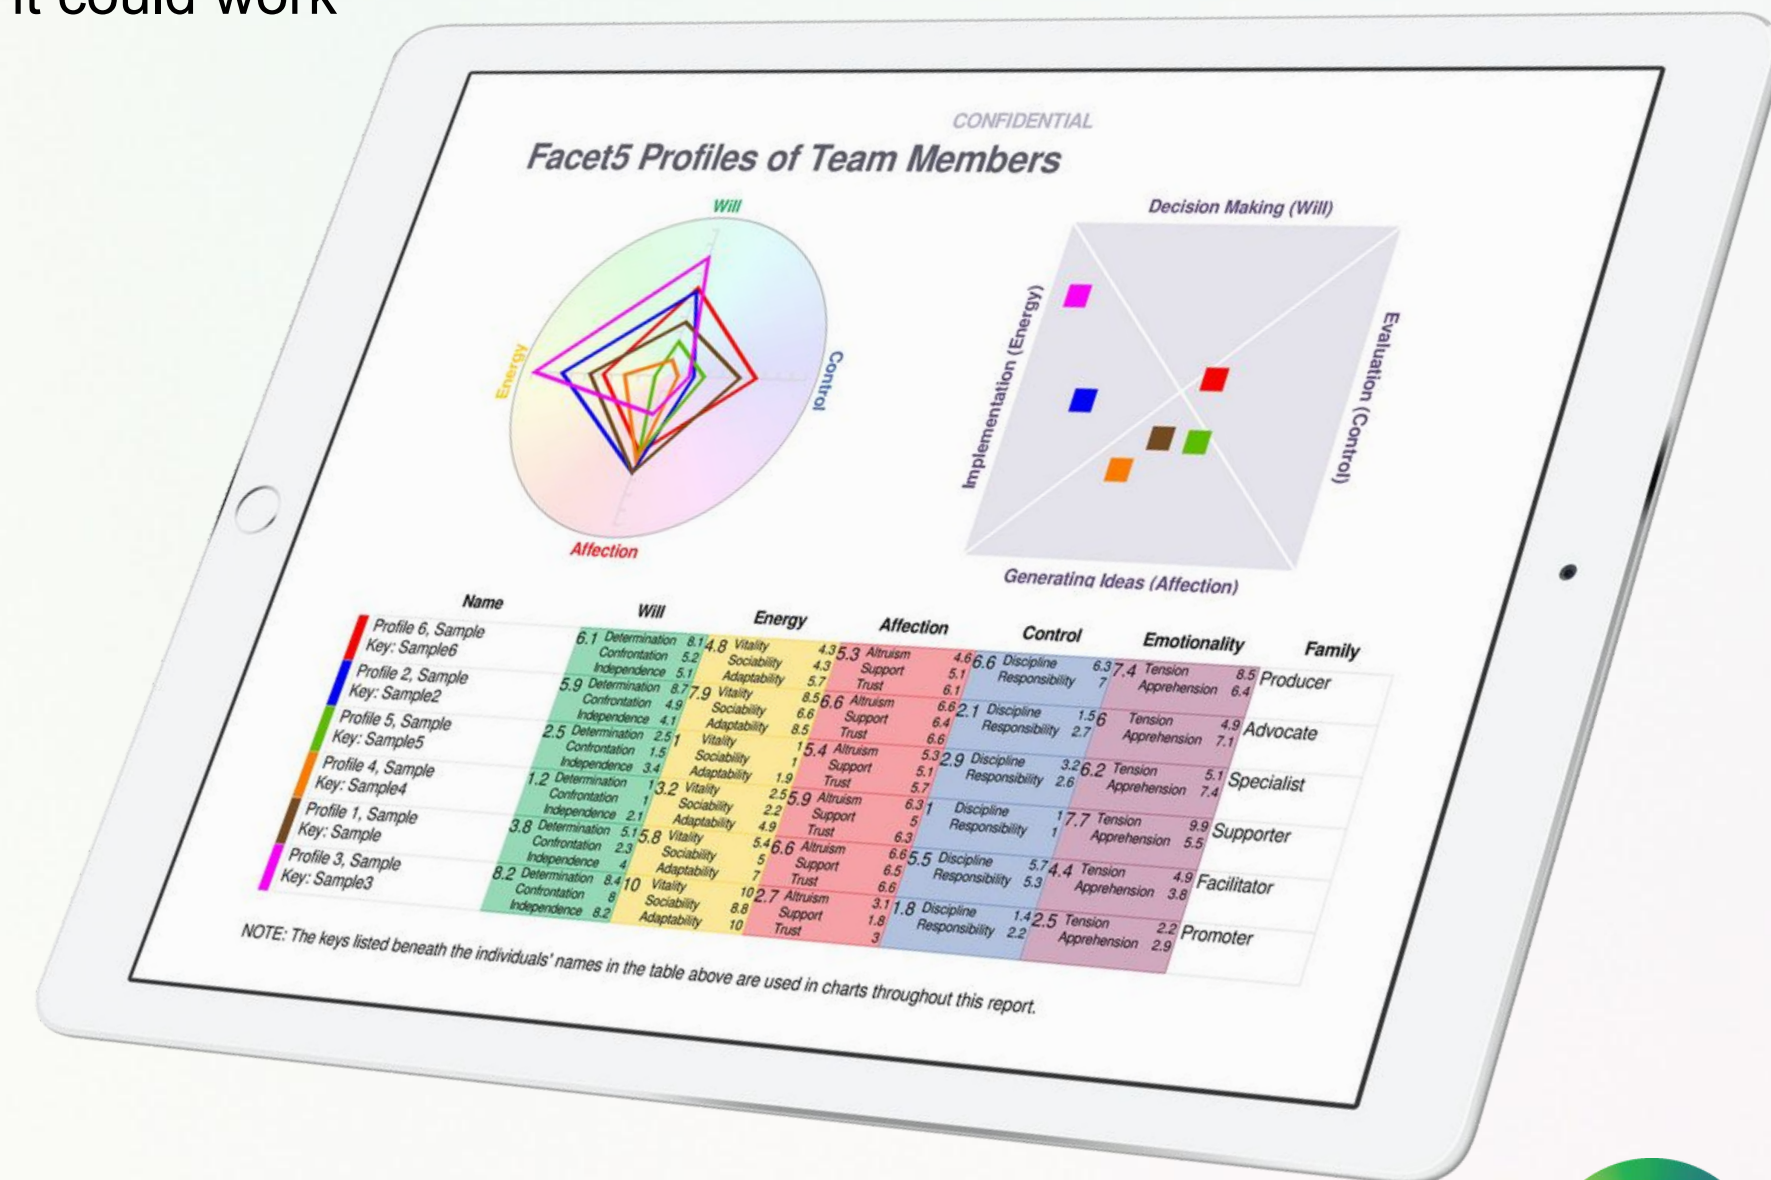 it could work
CONFIDENTIAL
Facet5 Profiles of Team Members
Will
Energy
Control
Affection
Decision Making (Will)
Implementation (Energy)
Evaluation (Control)
Generating Ideas (Affection)
Name Will Energy Affection Control Emotionality Family
Profile 6, Sample 6.1 Determination 8.1 4.8 Vitality 4.3 5.3 Altruism 4.6 6.6 Discipline 6.3 7.4 Tension 8.5 Producer
Key: Sample6 Confrontation 5.2 Sociability 4.3 Support 5.1 Responsibility 7 Apprehension 6.4
Independence 5.1 Adaptability 5.7 Trust 6.1
Profile 2, Sample 5.9 Determination 8.7 7.9 Vitality 8.5 6.6 Altruism 6.6 2.1 Discipline 1.5 6 Tension 4.9 Advocate
Key: Sample2 Confrontation 4.9 Sociability 6.6 Support 6.4 Responsibility 2.7 Apprehension 7.1
Independence 4.1 Adaptability 8.5 Trust 6.6
Profile 5, Sample 2.5 Determination 2.5 1 Vitality 1 5.4 Altruism 5.3 2.9 Discipline 3.2 6.2 Tension 5.1 Specialist
Key: Sample5 Confrontation 1.5 Sociability 1 Support 5.1 Responsibility 2.6 Apprehension 7.4
Independence 3.4 Adaptability 1.9 Trust 5.7
Profile 4, Sample 1.2 Determination 1 3.2 Vitality 2.5 5.9 Altruism 6.3 1 Discipline 1 7.7 Tension 9.9 Supporter
Key: Sample4 Confrontation 1 Sociability 2.2 Support 5 Responsibility 1 Apprehension 5.5
Independence 2.1 Adaptability 4.9 Trust 6.3
Profile 1, Sample 3.8 Determination 5.1 5.8 Vitality 5.4 6.6 Altruism 6.6 5.5 Discipline 5.7 4.4 Tension 4.9 Facilitator
Key: Sample Confrontation 2.3 Sociability 5 Support 6.5 Responsibility 5.3 Apprehension 3.8
Independence 4 Adaptability 7 Trust 6.6
Profile 3, Sample 8.2 Determination 8.4 10 Vitality 10 2.7 Altruism 3.1 1.8 Discipline 1.4 2.5 Tension 2.2 Promoter
Key: Sample3 Confrontation 8 Sociability 8.8 Support 1.8 Responsibility 2.2 Apprehension 2.9
Independence 8.2 Adaptability 10 Trust 3
NOTE: The keys listed beneath the individuals' names in the table above are used in charts throughout this report.